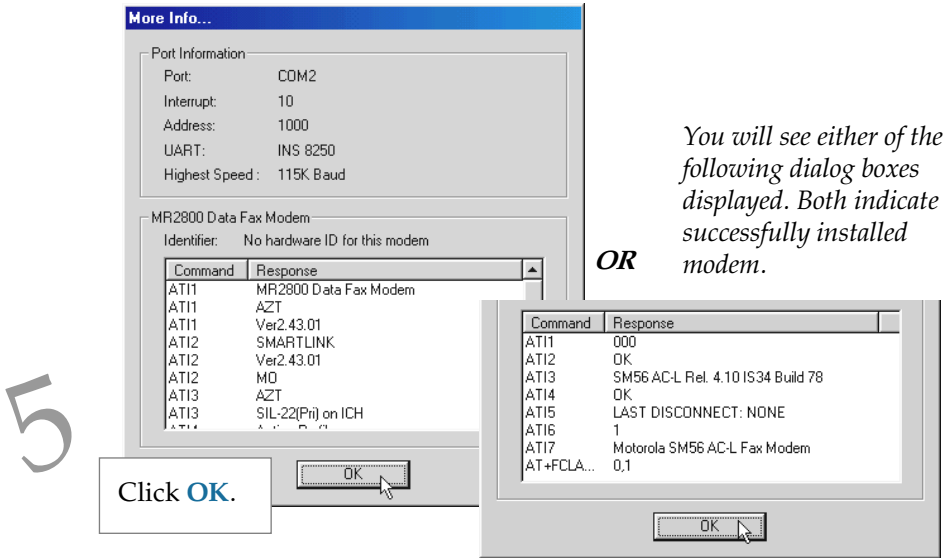 More Info...
Port Information
Port: COM2
Interrupt: 10
Address: 1000
UART: INS 8250
Highest Speed : 115K Baud
MR2800 Data Fax Modem
Identifier: No hardware ID for this modem
Command Response
ATI1 MR2800 Data Fax Modem
ATI1 AZT
ATI1 Ver2.43.01
ATI2 SMARTLINK
ATI2 Ver2.43.01
ATI2 MO
ATI3 AZT
ATI3 SIL-22(Pri) on ICH
OK
5
Click OK.
OR
You will see either of the
following dialog boxes
displayed. Both indicate
successfully installed
modem.
Command Response
ATI1 000
ATI2 OK
ATI3 SM56 AC-L Rel. 4.10 IS34 Build 78
ATI4 OK
ATI5 LAST DISCONNECT: NONE
ATI6 1
ATI7 Motorola SM56 AC-L Fax Modem
AT+FCLA... 0,1
OK